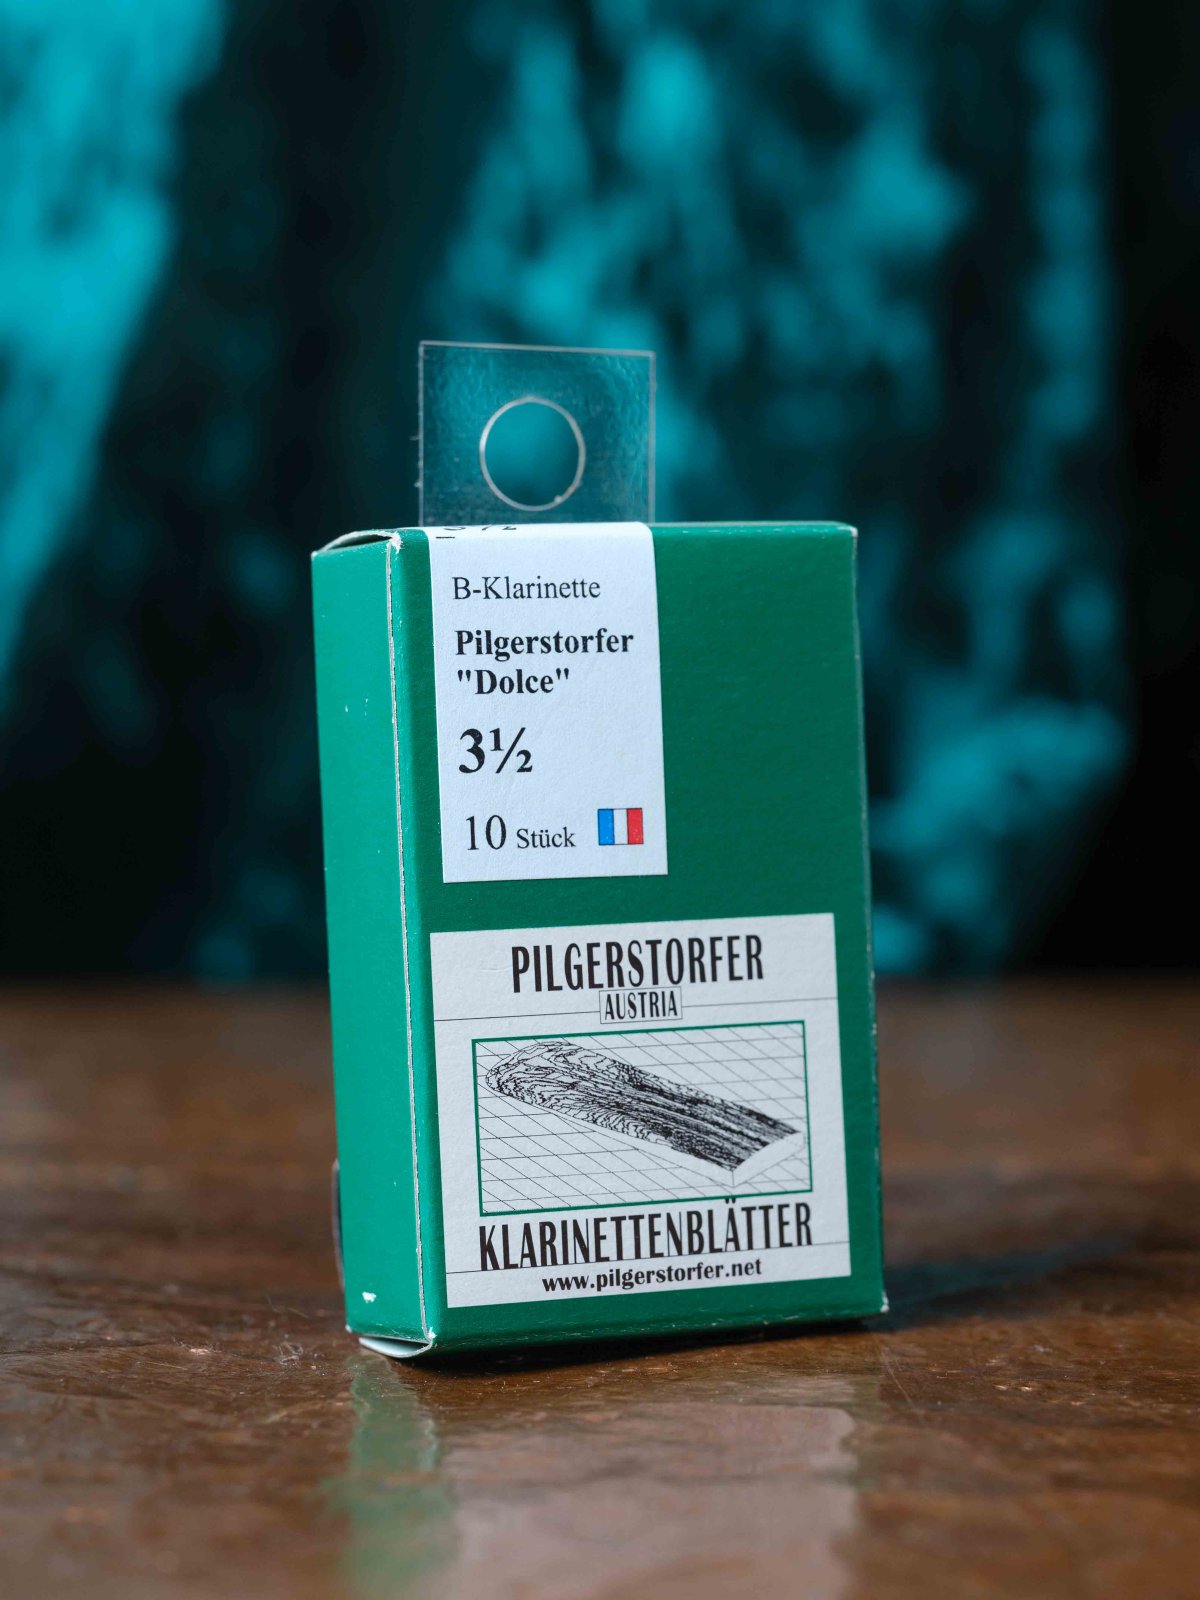 B-Klarinette
Pilgerstorfer
"Dolce"
3½
10 Stück
PILGERSTORFER
AUSTRIA
KLARINETTENBLÄTTER
www.pilgerstorfer.net